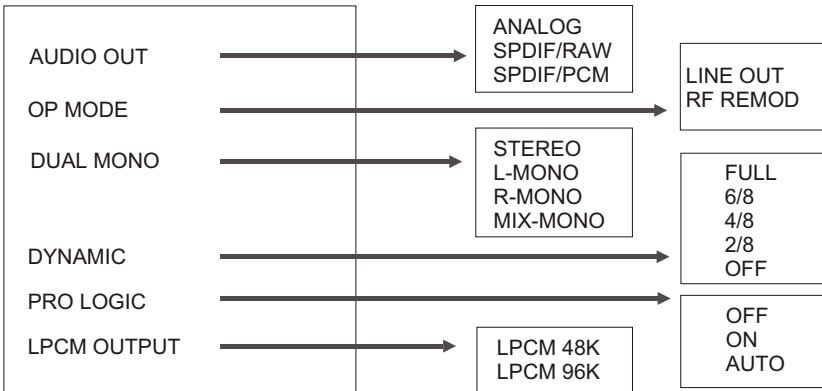 AUDIO OUT
ANALOG
SPDIF/RAW
SPDIF/PCM
OP MODE
LINE OUT
RF REMOD
DUAL MONO
STEREO
L-MONO
R-MONO
MIX-MONO
DYNAMIC
FULL
6/8
4/8
2/8
OFF
PRO LOGIC
OFF
ON
AUTO
LPCM OUTPUT
LPCM 48K
LPCM 96K